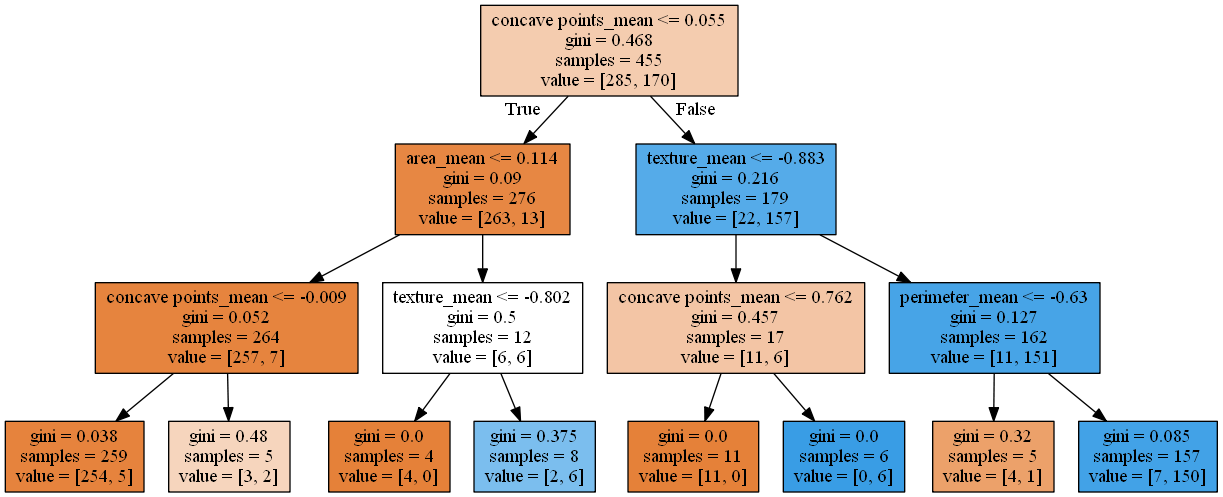 concave points_mean <= 0.055
gini = 0.468
samples = 455
value = [285, 170]
True
False
area_mean <= 0.114
gini = 0.09
samples = 276
value = [263, 13]
texture_mean <= -0.883
gini = 0.216
samples = 179
value = [22, 157]
concave points_mean <= -0.009
gini = 0.052
samples = 264
value = [257, 7]
texture_mean <= -0.802
gini = 0.5
samples = 12
value = [6, 6]
concave points_mean <= 0.762
gini = 0.457
samples = 17
value = [11, 6]
perimeter_mean <= -0.63
gini = 0.127
samples = 162
value = [11, 151]
gini = 0.038
samples = 259
value = [254, 5]
gini = 0.48
samples = 5
value = [3, 2]
gini = 0.0
samples = 4
value = [4, 0]
gini = 0.375
samples = 8
value = [2, 6]
gini = 0.0
samples = 11
value = [11, 0]
gini = 0.0
samples = 6
value = [0, 6]
gini = 0.32
samples = 5
value = [4, 1]
gini = 0.085
samples = 157
value = [7, 150]